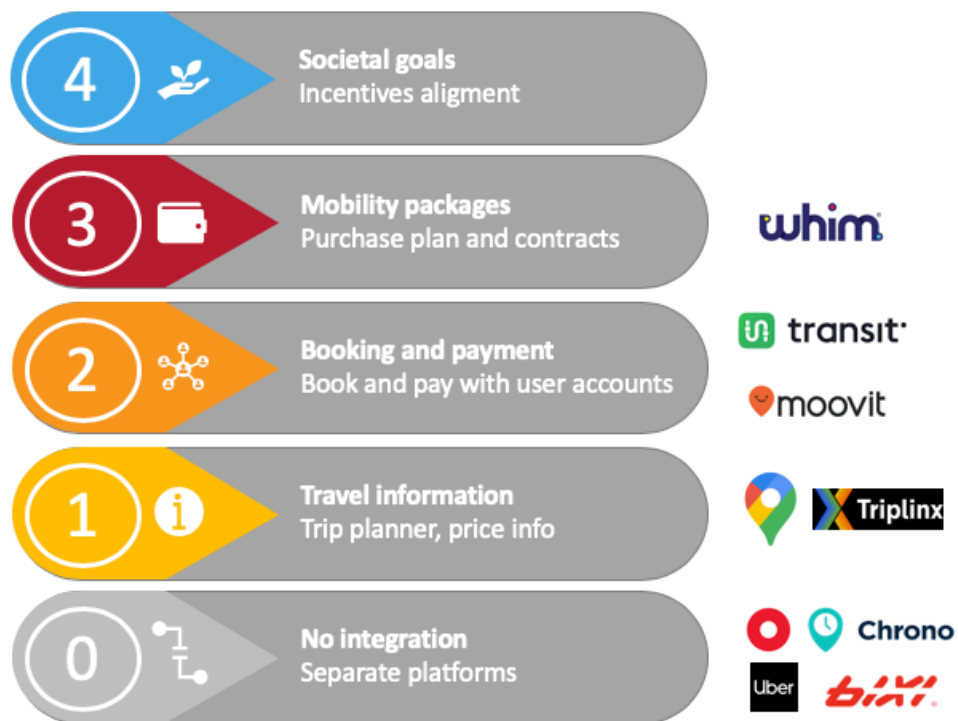 4
Societal goals
Incentives aligment
3
Mobility packages
Purchase plan and contracts
whim
2
Booking and payment
Book and pay with user accounts
transit
moovit
1
Travel information
Trip planner, price info
Triplinx
0
No integration
Separate platforms
Chrono
Uber
bixi